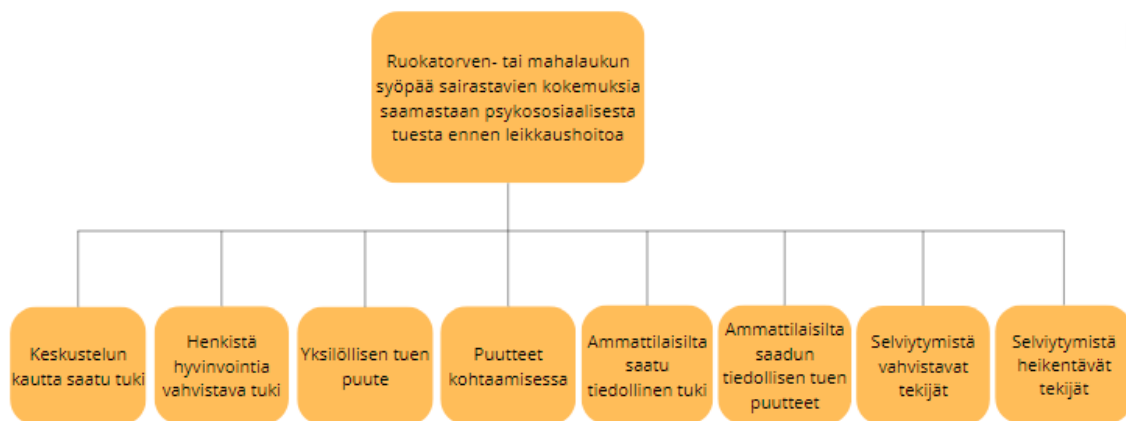 Ruokatorven- tai mahalaukun
syöpää sairastavien kokemuksia
saamastaan psykososiaalisesta
tuesta ennen leikkaushoitoa
Keskustelun
kautta saatu tuki
Henkistä
hyvinvointia
vahvistava tuki
Yksilöllisen tuen
puute
Puutteet
kohtaamisessa
Ammattilaisilta
saatu
tiedollinen tuki
Ammattilaisilta
saadun
tiedollisen tuen
puutteet
Selviytymistä
vahvistavat
tekijät
Selviytymistä
heikentävät
tekijät